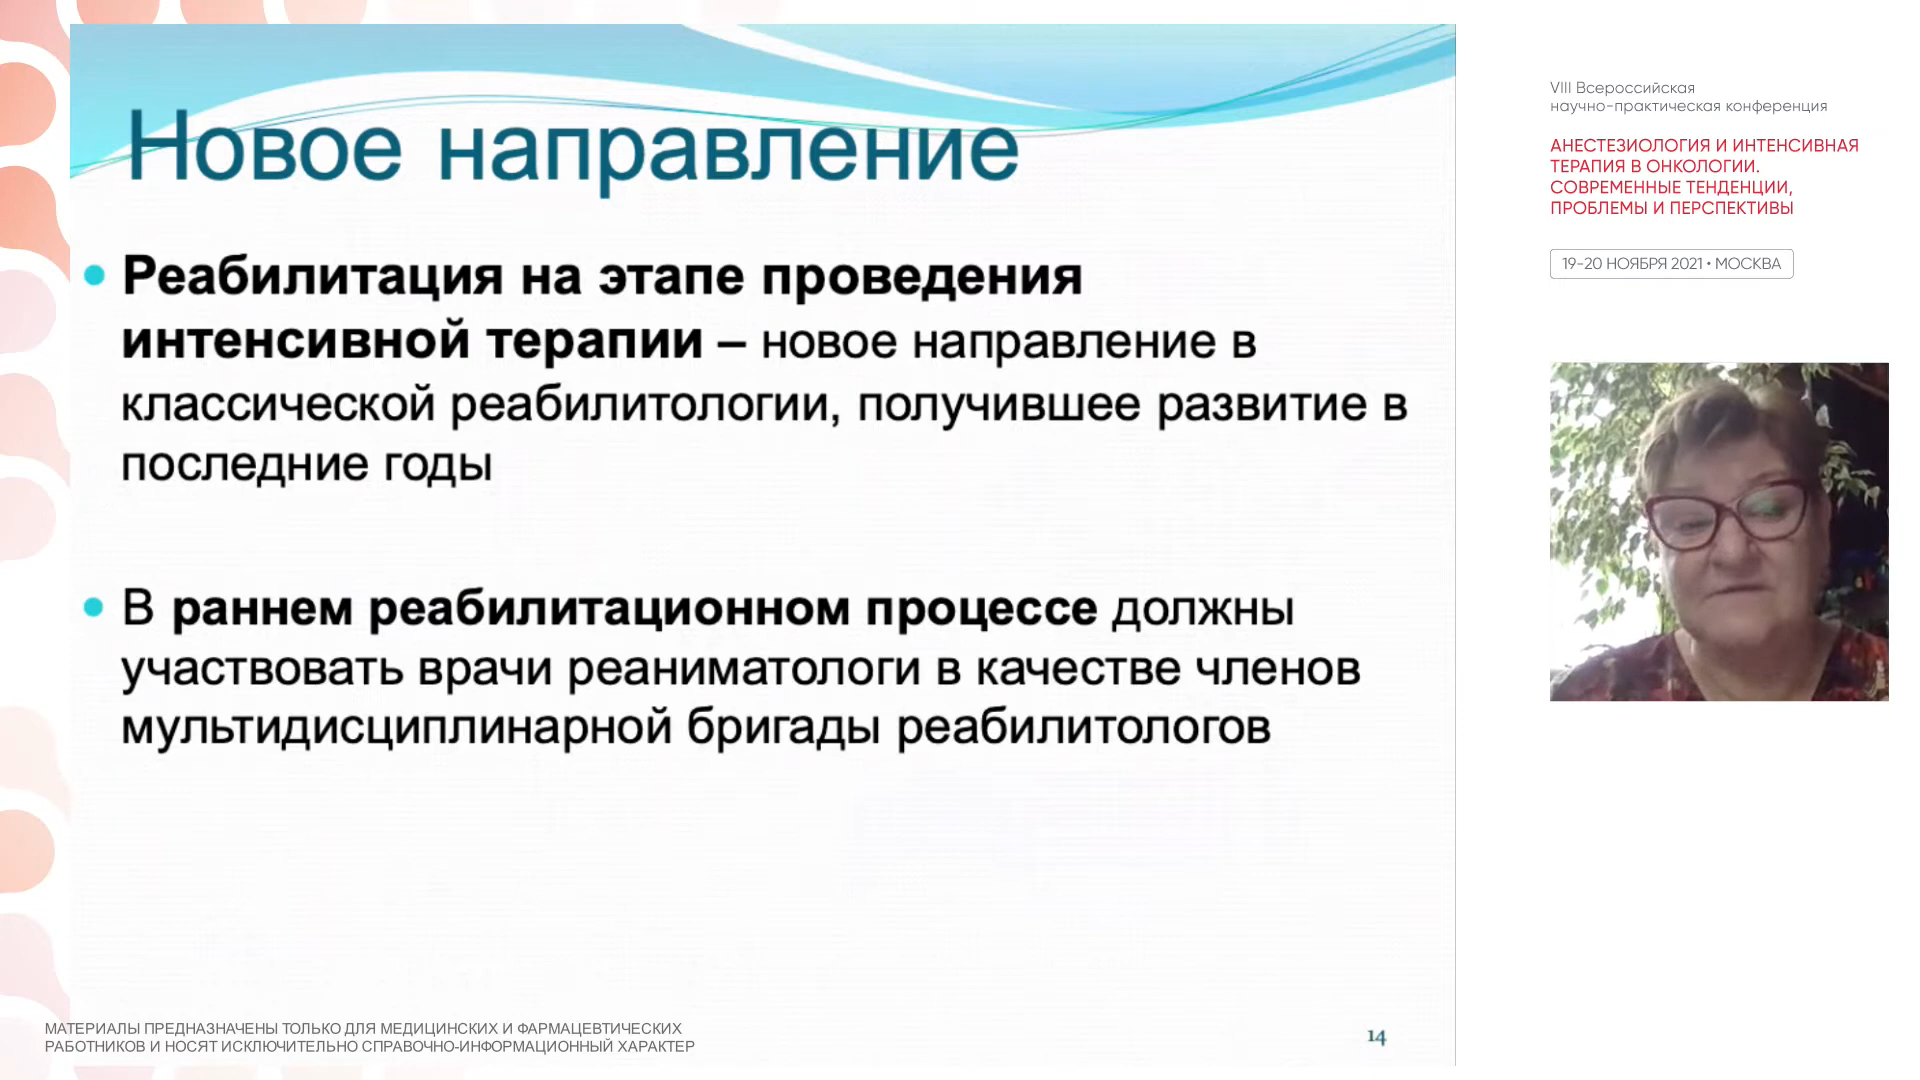 Новое направление
• Реабилитация на этапе проведения
интенсивной терапии – новое направление в
классической реабилитологии, получившее развитие в
последние годы
• В раннем реабилитационном процессе должны
участвовать врачи реаниматологи в качестве членов
мультидисциплинарной бригады реабилитологов
14
МАТЕРИАЛЫ ПРЕДНАЗНАЧЕНЫ ТОЛЬКО ДЛЯ МЕДИЦИНСКИХ И ФАРМАЦЕВТИЧЕСКИХ
РАБОТНИКОВ И НОСЯТ ИСКЛЮЧИТЕЛЬНО СПРАВОЧНО-ИНФОРМАЦИОННЫЙ ХАРАКТЕР
VIII Всероссийская
научно-практическая конференция
АНЕСТЕЗИОЛОГИЯ И ИНТЕНСИВНАЯ
ТЕРАПИЯ В ОНКОЛОГИИ.
СОВРЕМЕННЫЕ ТЕНДЕНЦИИ,
ПРОБЛЕМЫ И ПЕРСПЕКТИВЫ
19-20 НОЯБРЯ 2021 • МОСКВА